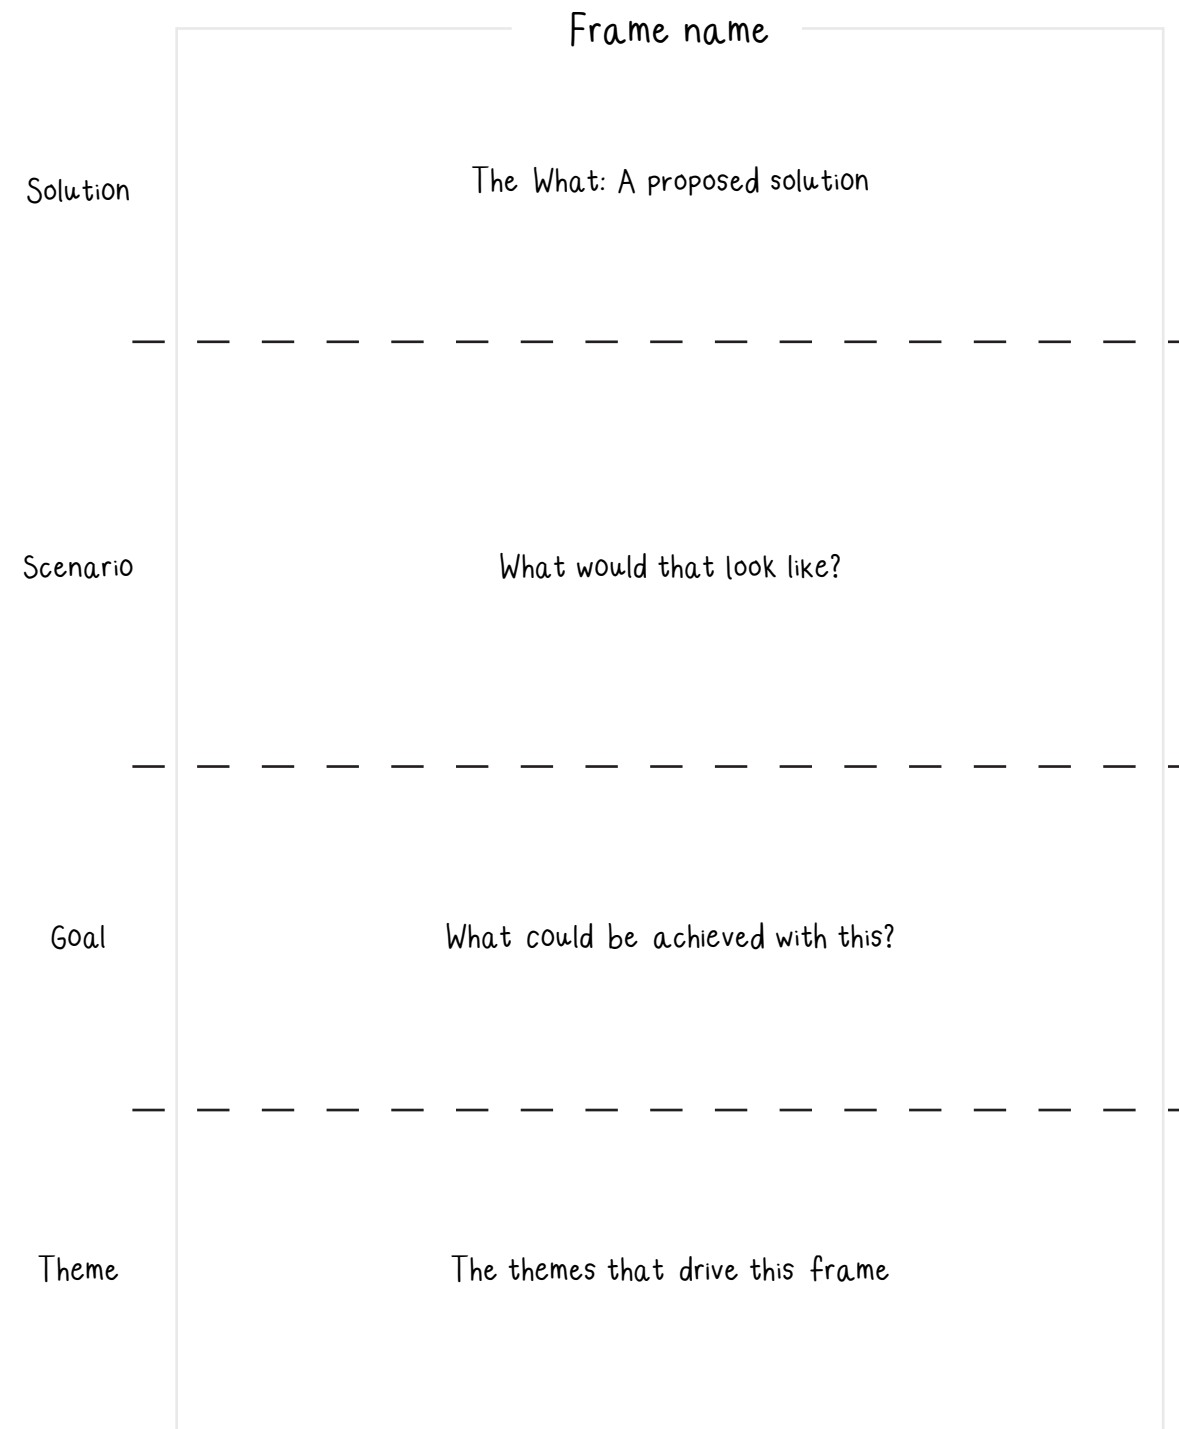 Frame name
Solution
The What: A proposed solution
Scenario
What would that look like?
Goal
What could be achieved with this?
Theme
The themes that drive this frame